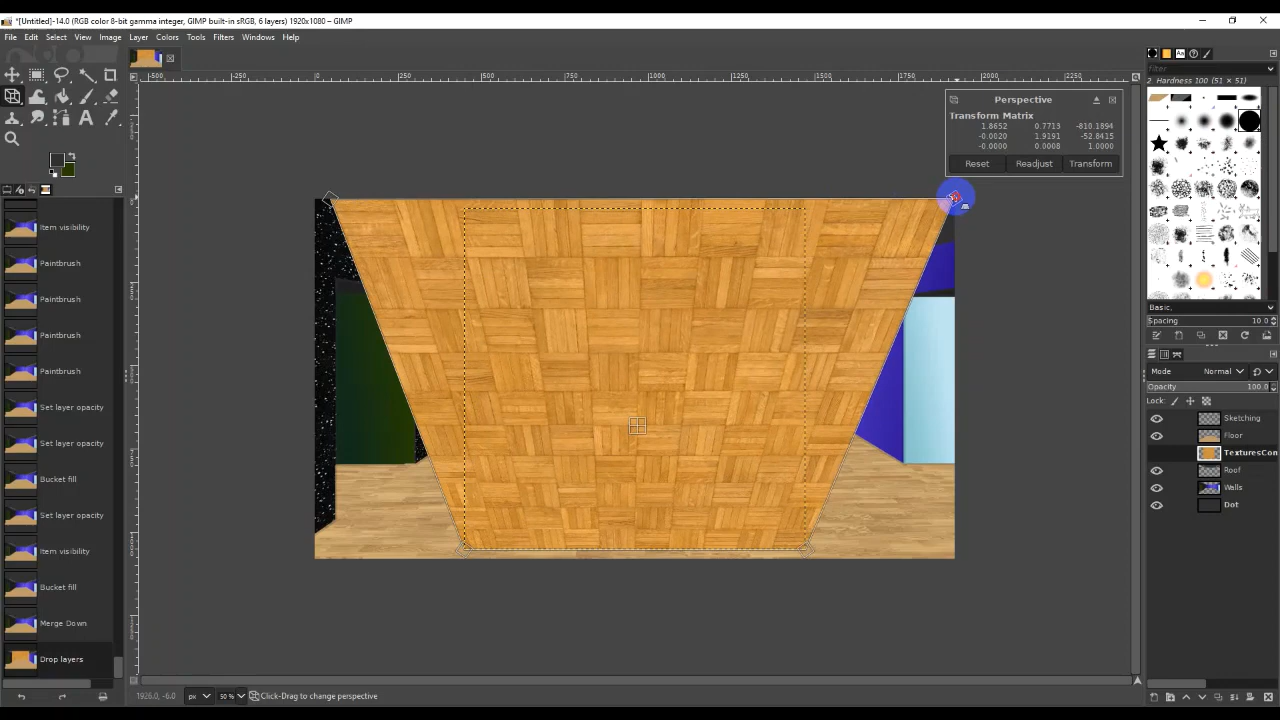 *[Untitled]-14.0 (RGB color 8-bit gamma integer, GIMP built-in sRGB, 6 layers) 1920x1080 – GIMP
File Edit Select View Image Layer Colors Tools Filters Windows Help
Perspective
Transform Matrix
1.8652 0.7713 -810.1894
-0.0020 1.9191 -52.8415
-0.0000 0.0008 1.0000
Reset Readjust Transform
filter
2. Hardness 100 (51 × 51)
Basic,
Spacing 10.0
Mode Normal
Opacity 100.0
Lock:
Sketching
Floor
TexturesCon
Roof
Walls
Dot
Item visibility
Paintbrush
Paintbrush
Paintbrush
Paintbrush
Set layer opacity
Set layer opacity
Bucket fill
Set layer opacity
Item visibility
Bucket fill
Merge Down
Drop layers
1926.0, -6.0 px 50 % Click-Drag to change perspective